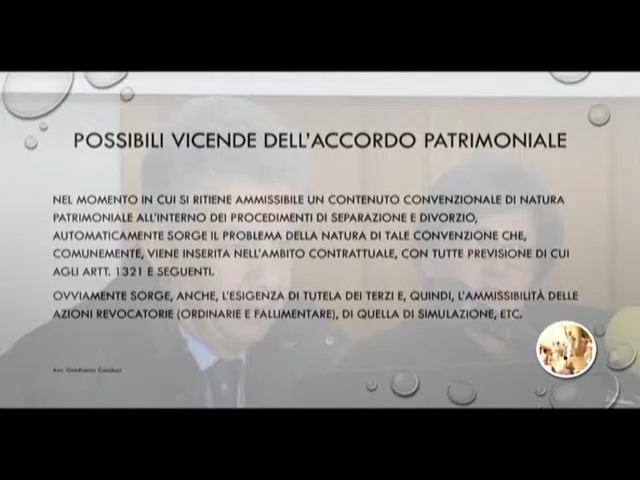 POSSIBILI VICENDE DELL'ACCORDO PATRIMONIALE
NEL MOMENTO IN CUI SI RITIENE AMMISSIBILE UN CONTENUTO CONVENZIONALE DI NATURA
PATRIMONIALE ALL'INTERNO DEI PROCEDIMENTI DI SEPARAZIONE E DIVORZIO,
AUTOMATICAMENTE SORGE IL PROBLEMA DELLA NATURA DI TALE CONVENZIONE CHE,
COMUNEMENTE, VIENE INSERITA NELL'AMBITO CONTRATTUALE, CON TUTTE PREVISIONE DI CUI
AGLI ARTT. 1321 E SEGUENTI.
OVVIAMENTE SORGE, ANCHE, L'ESIGENZA DI TUTELA DEI TERZI E, QUINDI, L'AMMISSIBILITÀ DELLE
AZIONI REVOCATORIE (ORDINARIE E FALLIMENTARE), DI QUELLA DI SIMULAZIONE, ETC.
Avv.